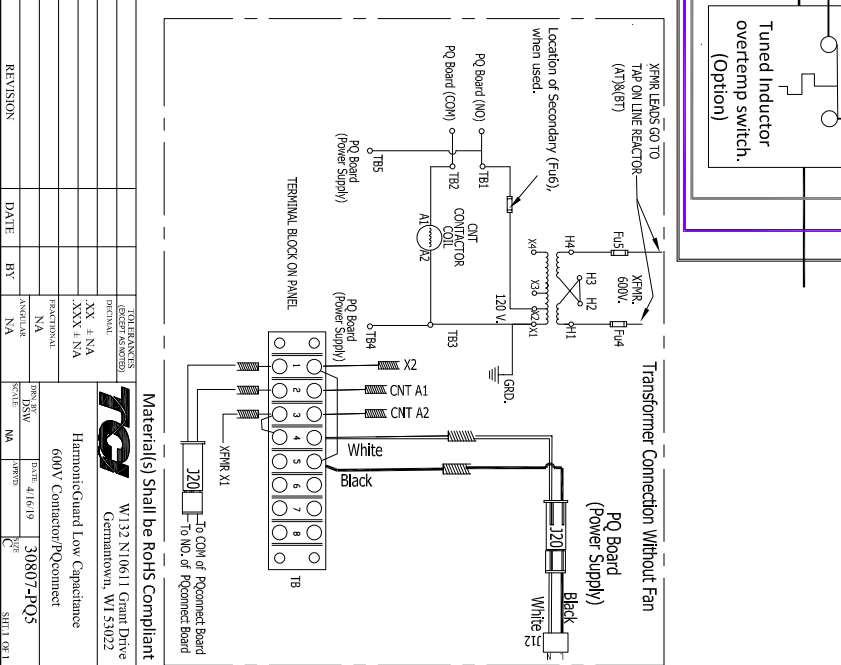 Tuned Inductor
overtemp switch.
(Option)
XFMR LEADS GO TO
TAP ON LINE REACTOR
(AT)&(BT)
Location of Secondary (Fu6),
when used.
PQ Board (NO)
PQ Board (COM)
TB1
TB2
TB5
PQ Board
(Power Supply)
Fu5
Fu4
XFMR.
600V.
H4
H3
H2
H1
X4
X3
X2
X1
120 V.
GRD.
CNT
CONTACTOR
COIL
A1
A2
TB3
TB4
PQ Board
(Power Supply)
TERMINAL BLOCK ON PANEL
Transformer Connection Without Fan
X2
CNT A1
CNT A2
XFMR X1
White
Black
1
2
3
4
5
6
7
8
TB
PQ Board
(Power Supply)
J20
Black
White
J12
L
N
J20
To COM of PQconnect Board
To NO. of PQconnect Board
Material(s) Shall be RoHS Compliant
REVISION
DATE
BY
TOLERANCES
(EXCEPT AS NOTED)
DECIMAL
.XX ± NA
.XXX ± NA
FRACTIONAL
NA
ANGULAR
NA
TCI
W132 N10611 Grant Drive
Germantown, WI 53022
HarmonicGuard Low Capacitance
600V Contactor/PQconnect
DRN. BY
DSW
DATE: 4/16/19
SCALE:
NA
APRVD:
SIZE
C
30807-PQ5
SHT.1 OF 1